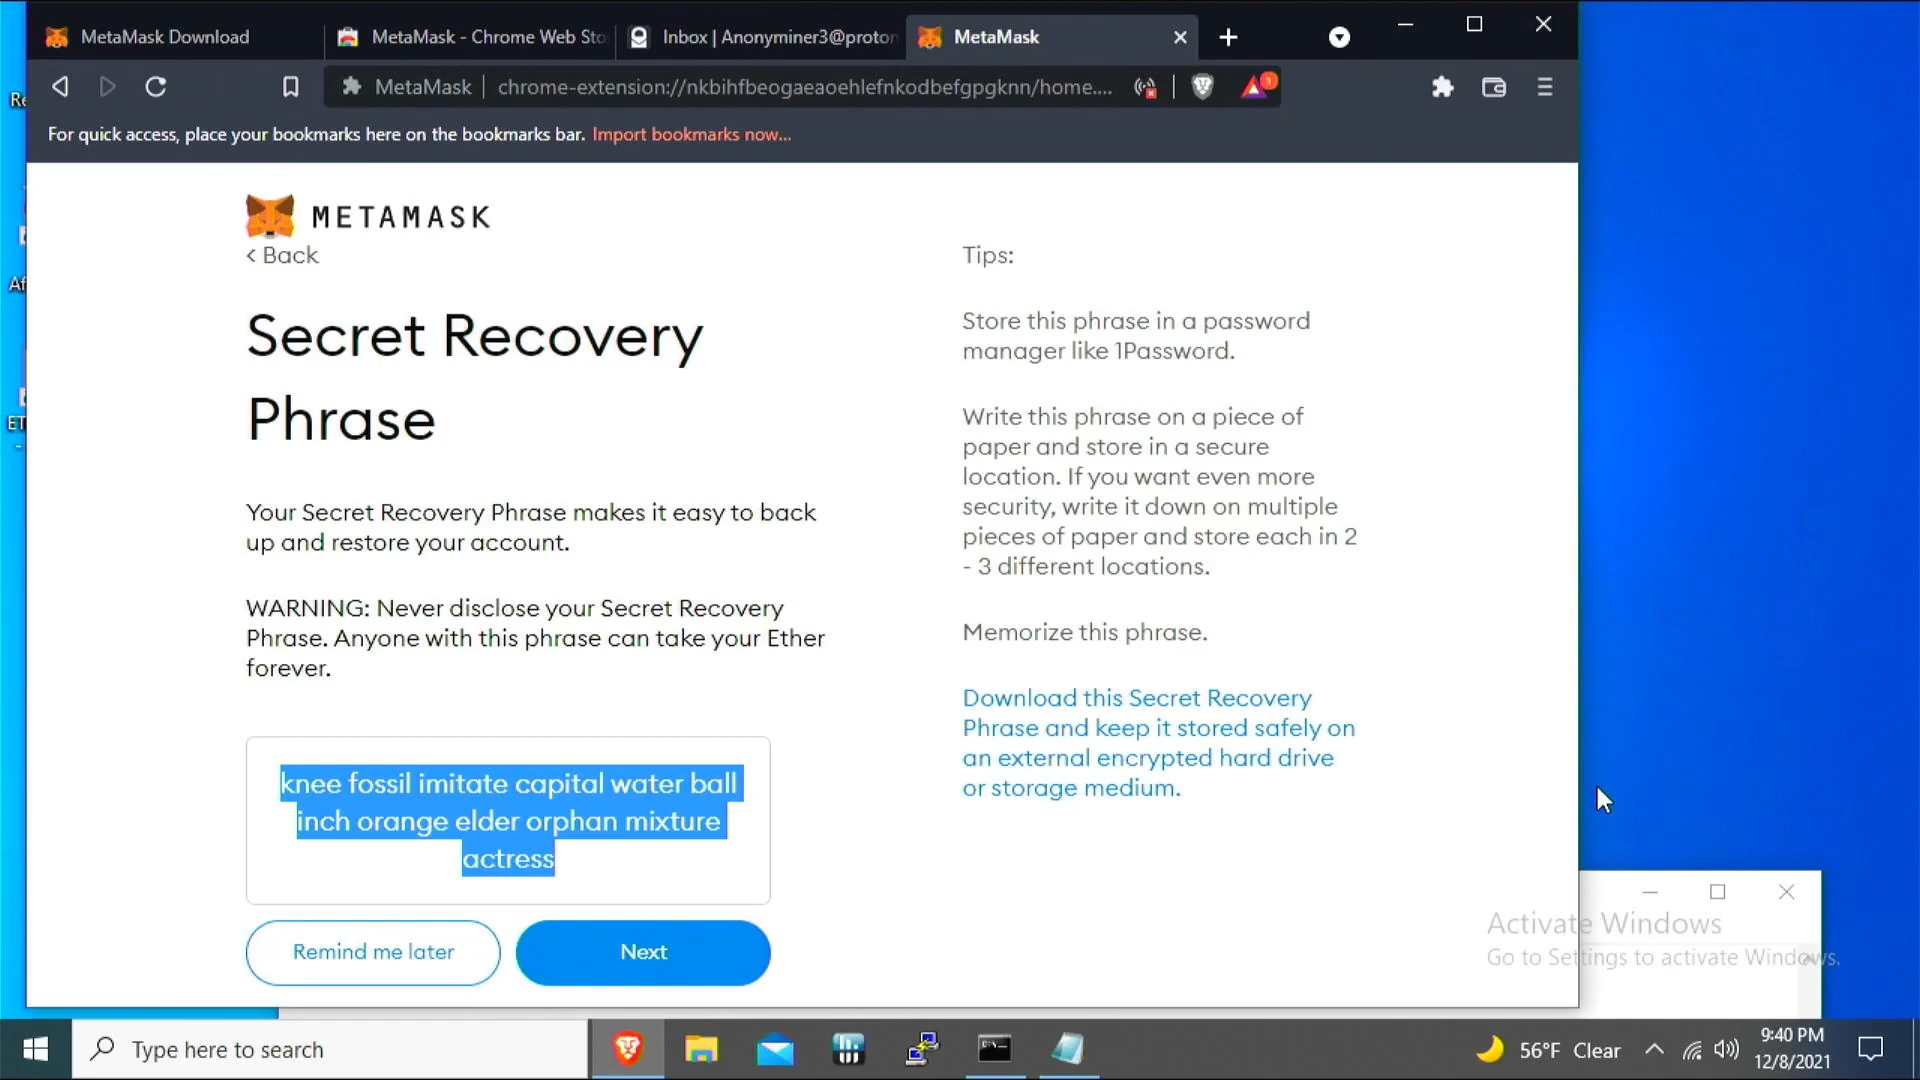 MetaMask Download
MetaMask - Chrome Web Sto
Inbox | Anonyminer3@proton
MetaMask
MetaMask
chrome-extension://nkbihfbeogaeaoehlefnkodbefgpgknn/home....
1
For quick access, place your bookmarks here on the bookmarks bar. Import bookmarks now...
METAMASK
< Back
Secret Recovery
Phrase
Your Secret Recovery Phrase makes it easy to back
up and restore your account.
WARNING: Never disclose your Secret Recovery
Phrase. Anyone with this phrase can take your Ether
forever.
knee fossil imitate capital water ball
inch orange elder orphan mixture
actress
Remind me later
Next
Tips:
Store this phrase in a password
manager like 1Password.
Write this phrase on a piece of
paper and store in a secure
location. If you want even more
security, write it down on multiple
pieces of paper and store each in 2
- 3 different locations.
Memorize this phrase.
Download this Secret Recovery
Phrase and keep it stored safely on
an external encrypted hard drive
or storage medium.
Activate Windows
Go to Settings to activate Windows.
Type here to search
56°F Clear
9:40 PM
12/8/2021